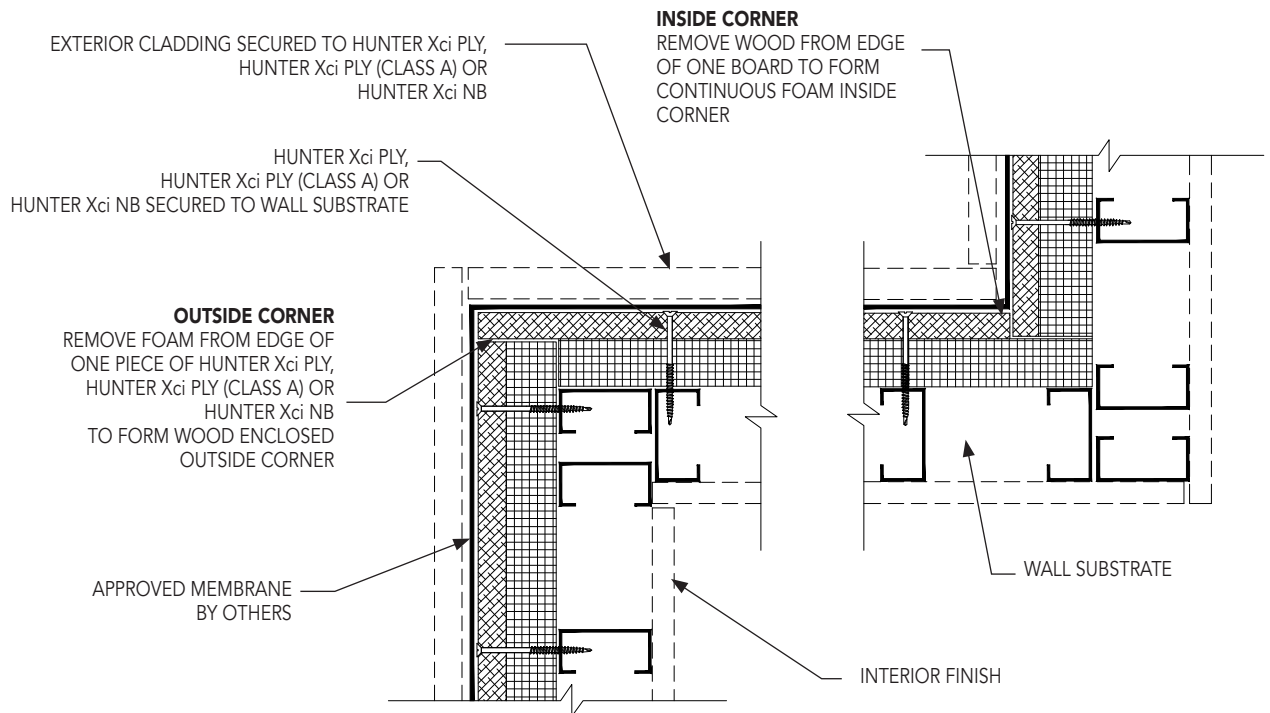 EXTERIOR CLADDING SECURED TO HUNTER Xci PLY,
HUNTER Xci PLY (CLASS A) OR
HUNTER Xci NB
INSIDE CORNER
REMOVE WOOD FROM EDGE
OF ONE BOARD TO FORM
CONTINUOUS FOAM INSIDE
CORNER
HUNTER Xci PLY,
HUNTER Xci PLY (CLASS A) OR
HUNTER Xci NB SECURED TO WALL SUBSTRATE
OUTSIDE CORNER
REMOVE FOAM FROM EDGE OF
ONE PIECE OF HUNTER Xci PLY,
HUNTER Xci PLY (CLASS A) OR
HUNTER Xci NB
TO FORM WOOD ENCLOSED
OUTSIDE CORNER
APPROVED MEMBRANE
BY OTHERS
WALL SUBSTRATE
INTERIOR FINISH